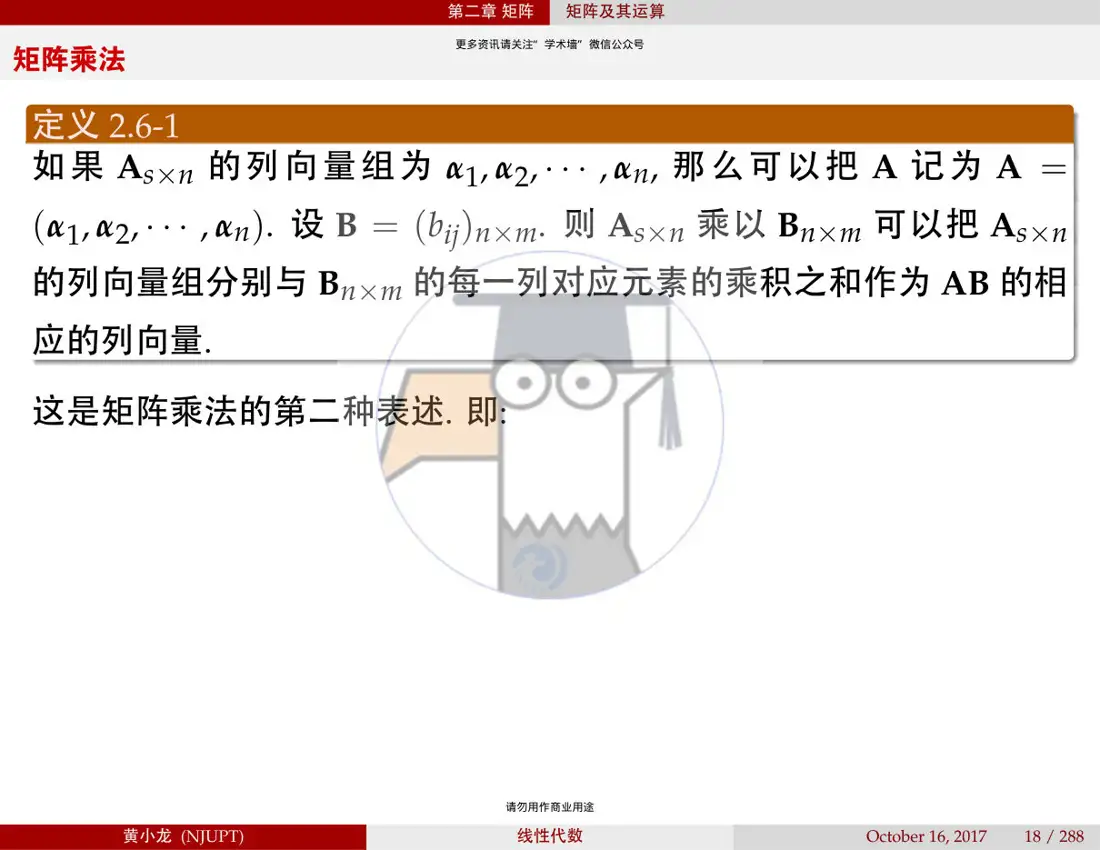 第二章 矩阵 矩阵及其运算
更多资讯请关注“学术墙”微信公众号
矩阵乘法
定义 2.6-1
如果 A_{s×n} 的列向量组为 α₁, α₂, ⋯ , αₙ, 那么可以把 A 记为 A =
(α₁, α₂, ⋯ , αₙ). 设 B = (b_{ij})_{n×m}. 则 A_{s×n} 乘以 B_{n×m} 可以把 A_{s×n}
的列向量组分别与 B_{n×m} 的每一列对应元素的乘积之和作为 AB 的相
应的列向量.
这是矩阵乘法的第二种表述. 即:
请勿用作商业用途
黄小龙 (NJUPT) 线性代数 October 16, 2017 18 / 288